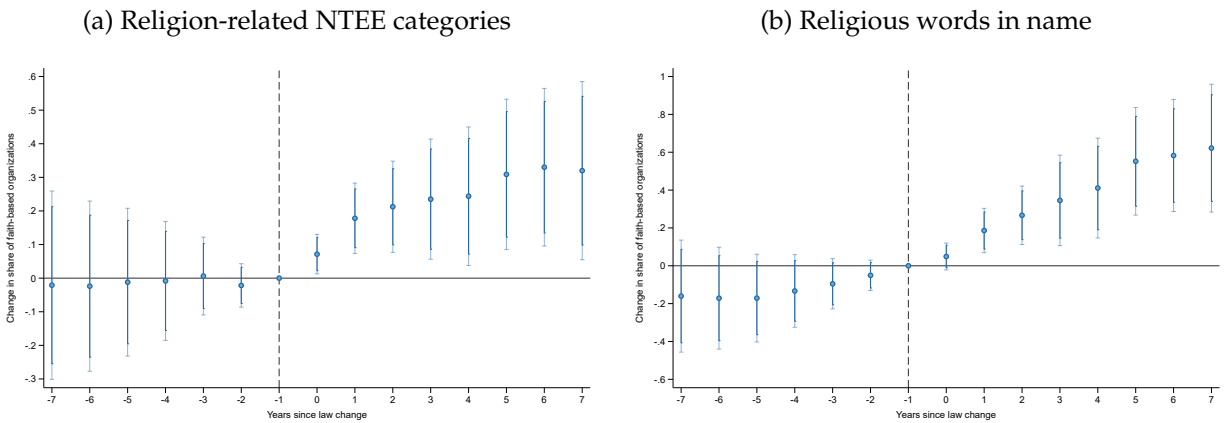 (a) Religion-related NTEE categories
Change in share of faith-based organizations
.6
.5
.4
.3
.2
.1
0
-.1
-.2
-.3
-7 -6 -5 -4 -3 -2 -1 0 1 2 3 4 5 6 7
Years since law change
(b) Religious words in name
Change in share of faith-based organizations
1
.8
.6
.4
.2
0
-.2
-.4
-.6
-7 -6 -5 -4 -3 -2 -1 0 1 2 3 4 5 6 7
Years since law change